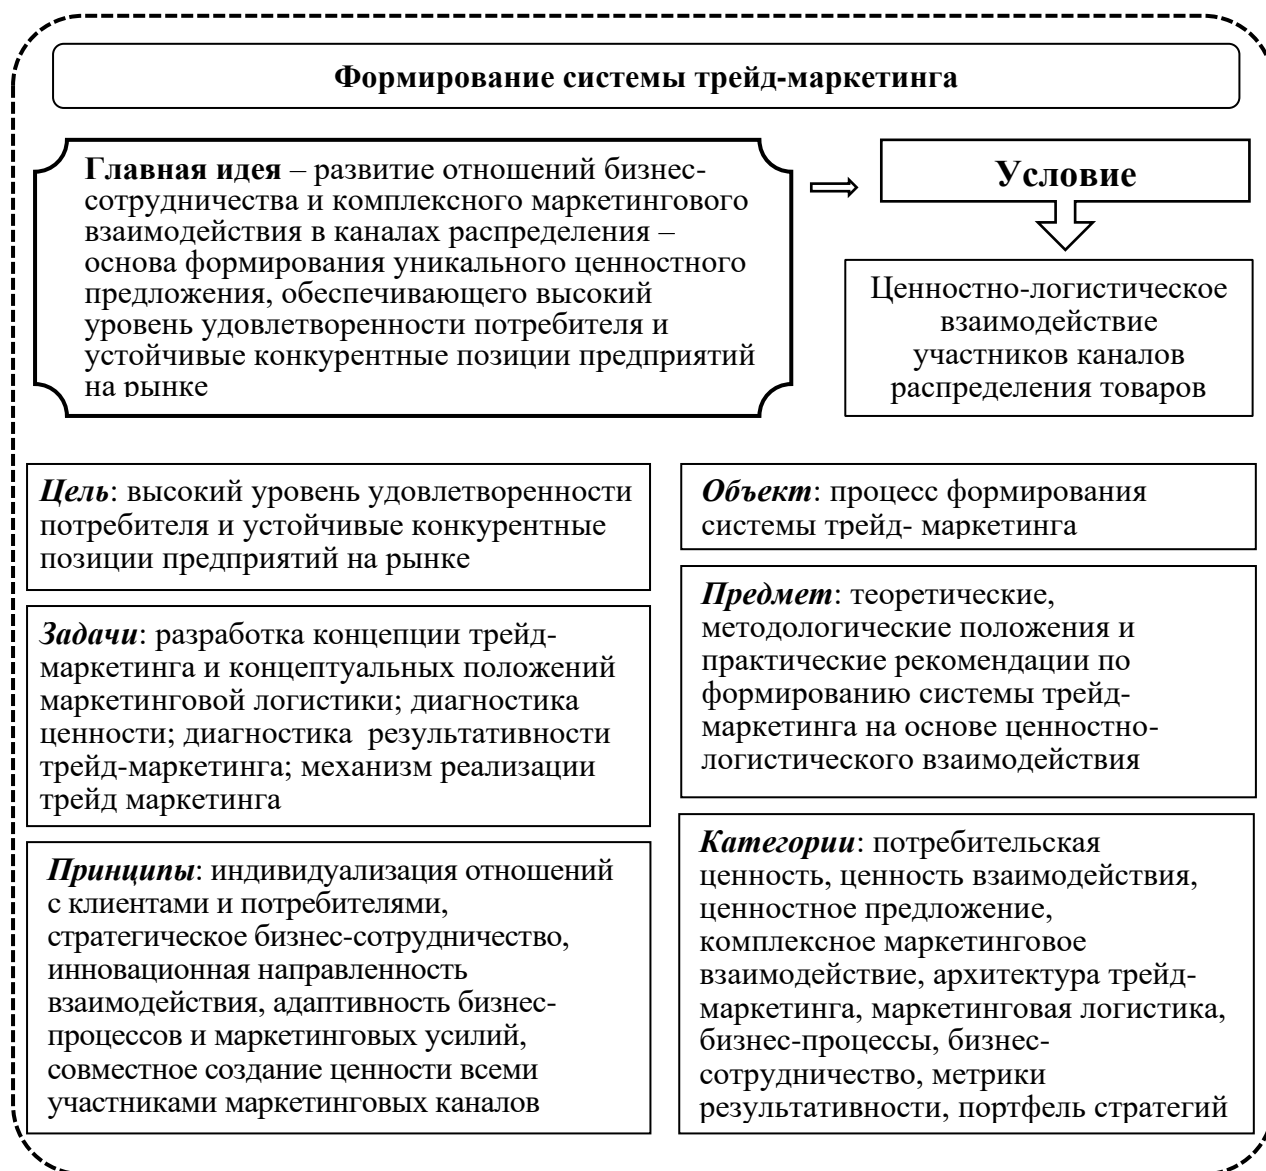 Формирование системы трейд-маркетинга
Главная идея – развитие отношений бизнес-
сотрудничества и комплексного маркетингового
взаимодействия в каналах распределения –
основа формирования уникального ценностного
предложения, обеспечивающего высокий
уровень удовлетворенности потребителя и
устойчивые конкурентные позиции предприятий
на рынке
Условие
Ценностно-логистическое
взаимодействие
участников каналов
распределения товаров
Цель: высокий уровень удовлетворенности
потребителя и устойчивые конкурентные
позиции предприятий на рынке
Задачи: разработка концепции трейд-
маркетинга и концептуальных положений
маркетинговой логистики; диагностика
ценности; диагностика  результативности
трейд-маркетинга; механизм реализации
трейд маркетинга
Принципы: индивидуализация отношений
с клиентами и потребителями,
стратегическое бизнес-сотрудничество,
инновационная направленность
взаимодействия, адаптивность бизнес-
процессов и маркетинговых усилий,
совместное создание ценности всеми
участниками маркетинговых каналов
Объект: процесс формирования
системы трейд- маркетинга
Предмет: теоретические,
методологические положения и
практические рекомендации по
формированию системы трейд-
маркетинга на основе ценностно-
логистического взаимодействия
Категории: потребительская
ценность, ценность взаимодействия,
ценностное предложение,
комплексное маркетинговое
взаимодействие, архитектура трейд-
маркетинга, маркетинговая логистика,
бизнес-процессы, бизнес-
сотрудничество, метрики
результативности, портфель стратегий